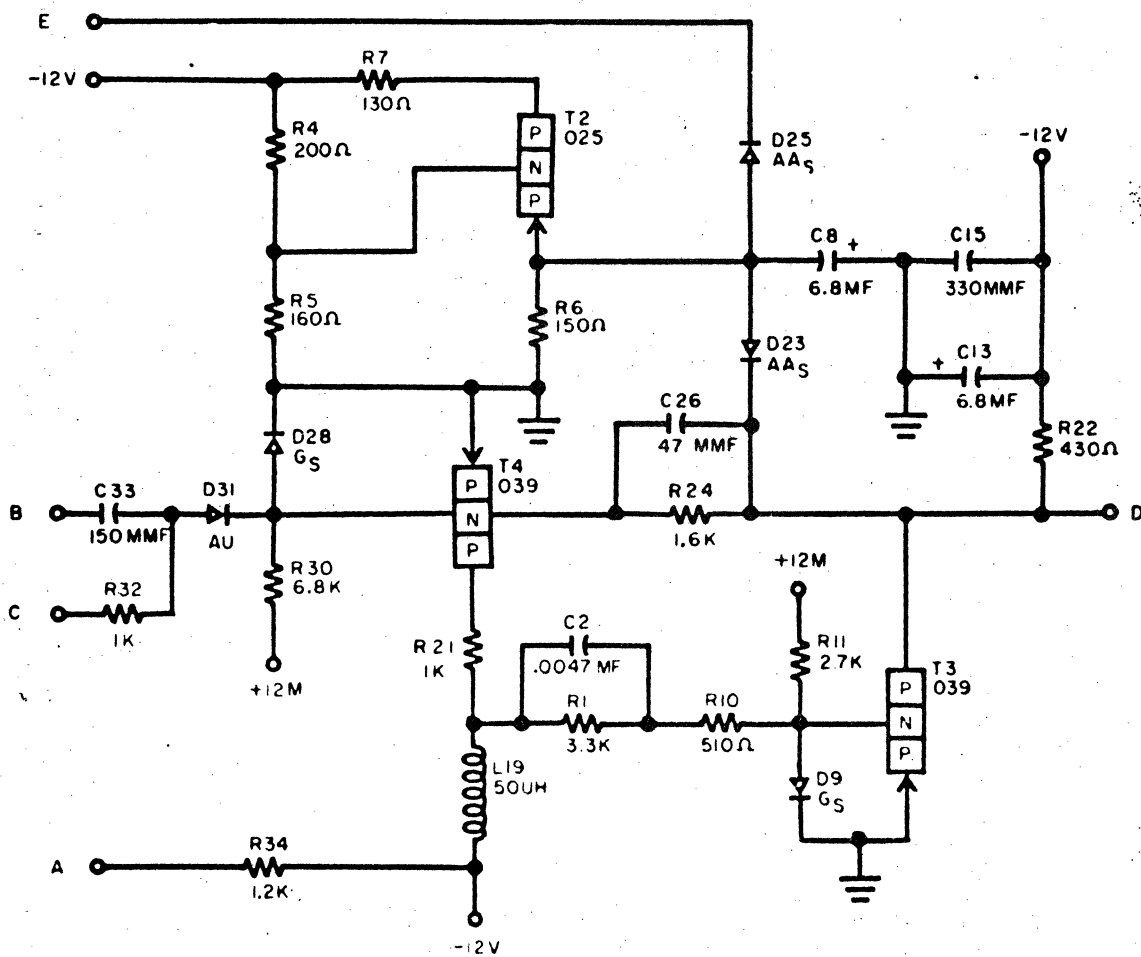 E
-12V
R7
130Ω
T2
025
P
N
P
R4
200Ω
D25
AAS
-12V
C8
+
6.8MF
C15
330MMF
R5
160Ω
R6
150Ω
D23
AAS
+
C13
6.8MF
C26
47 MMF
R22
430Ω
D28
GS
T4
039
P
N
P
B
C33
150MMF
D31
AU
R24
1.6K
D
R30
6.8K
+12M
C
R32
1K
+12M
R21
1K
C2
.0047MF
R11
2.7K
T3
039
P
N
P
R1
3.3K
R10
510Ω
L19
50UH
D9
GS
A
R34
1.2K
-12V